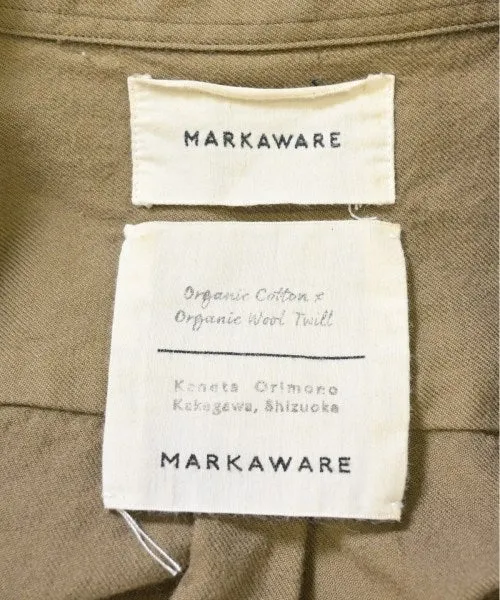 MARKAWARE
Organic Cotton x
Organic Wool Twill
Kaneta Orimono
Kakegawa, Shizuoka
MARKAWARE